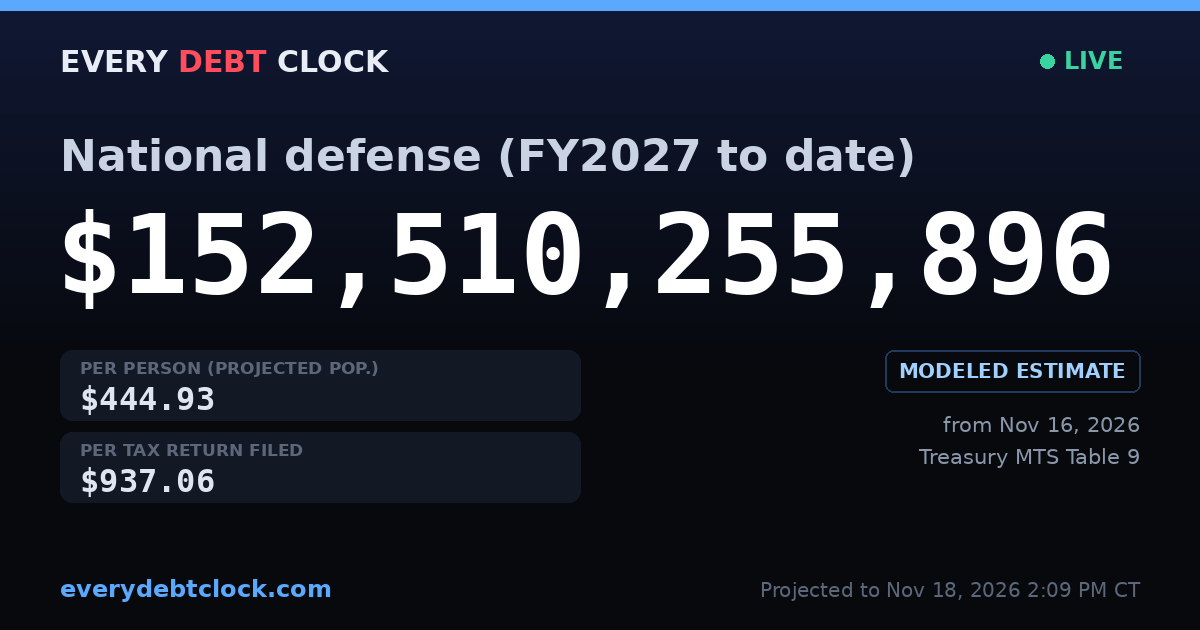 EVERY DEBT CLOCK
LIVE
National defense (FY2027 to date)
$152,510,255,896
PER PERSON (PROJECTED POP.)
$444.93
PER TAX RETURN FILED
$937.06
MODELED ESTIMATE
from Nov 16, 2026
Treasury MTS Table 9
everydebtclock.com
Projected to Nov 18, 2026 2:09 PM CT